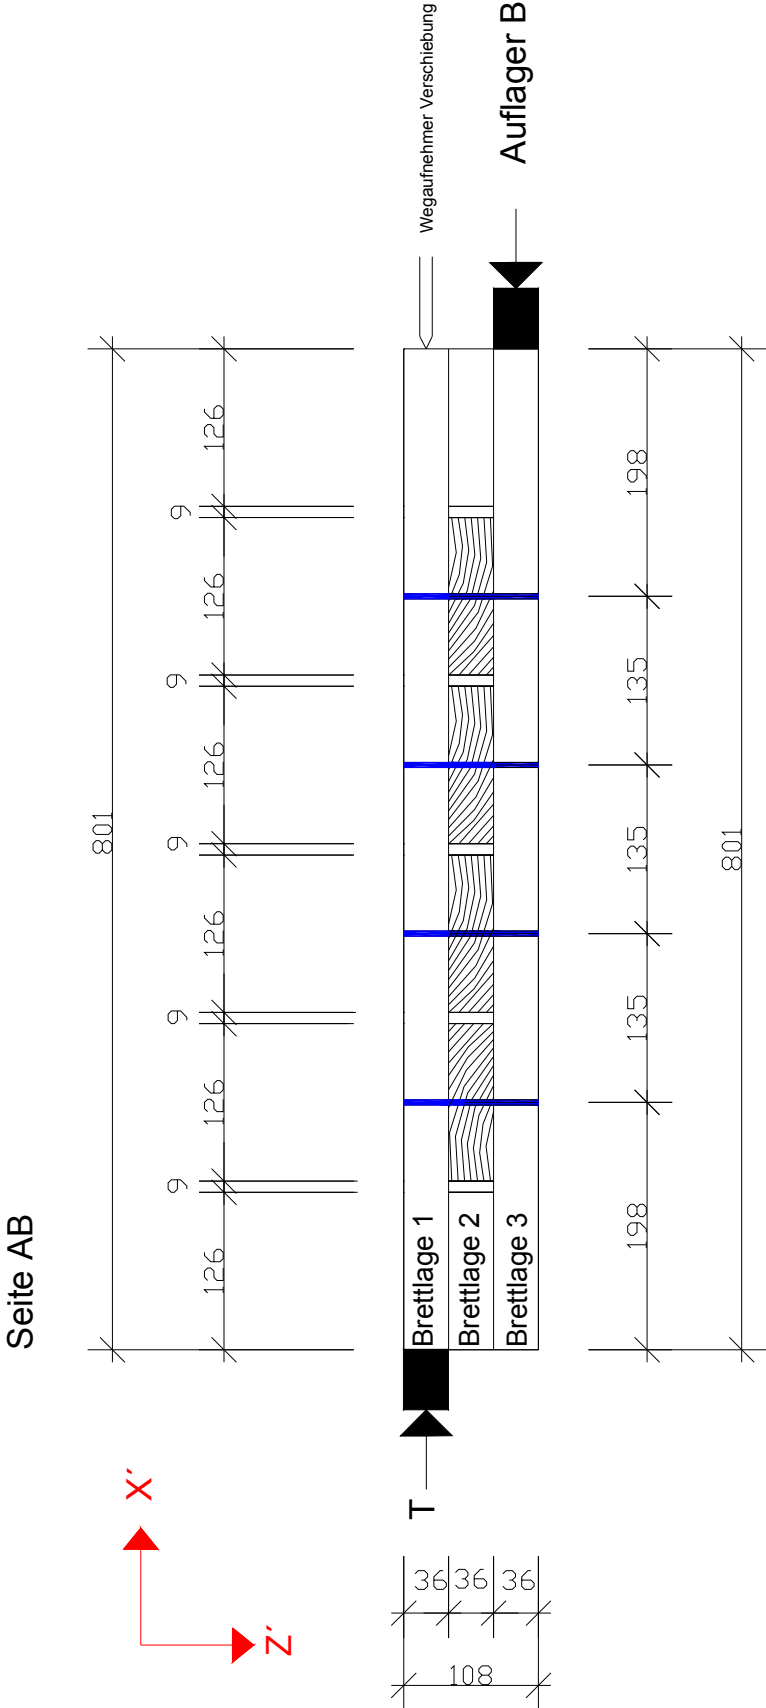 Seite AB
X´
Z´
801
126
9
126
9
126
9
126
9
126
9
126
T
Brettlage 1
Brettlage 2
Brettlage 3
Wegaufnehmer Verschiebung
Auflager B
36
36
36
108
198
135
135
135
198
801